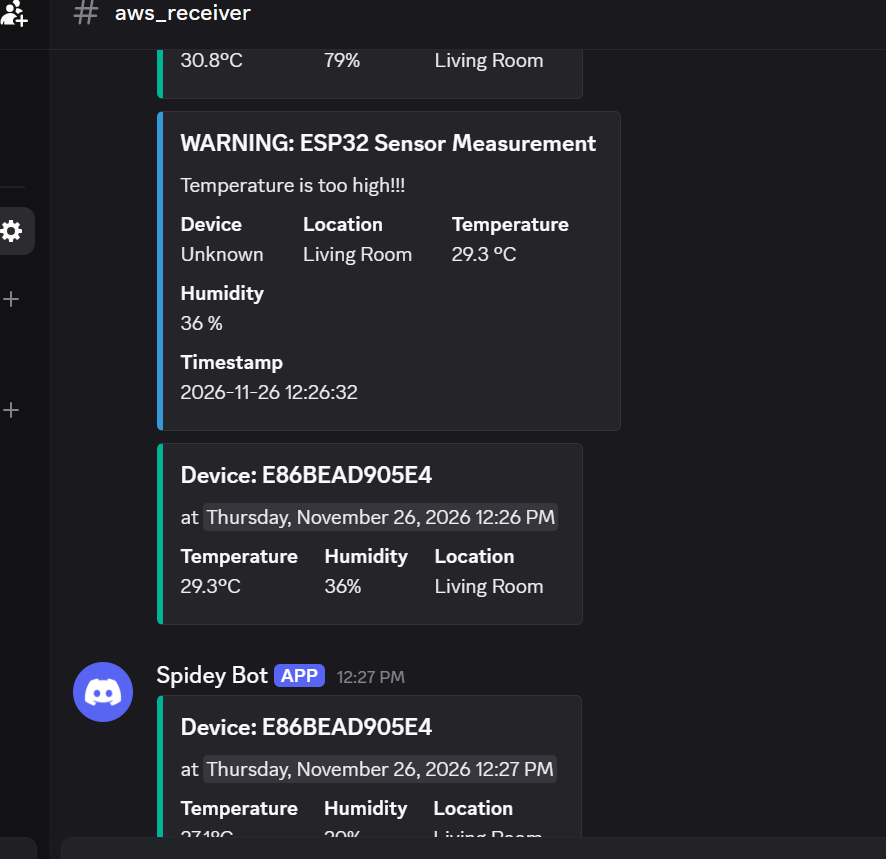 # aws_receiver
30.8°C 79% Living Room
WARNING: ESP32 Sensor Measurement
Temperature is too high!!!
Device Location Temperature
Unknown Living Room 29.3 °C
Humidity
36 %
Timestamp
2026-11-26 12:26:32
Device: E86BEAD905E4
at Thursday, November 26, 2026 12:26 PM
Temperature Humidity Location
29.3°C 36% Living Room
Spidey Bot APP 12:27 PM
Device: E86BEAD905E4
at Thursday, November 26, 2026 12:27 PM
Temperature Humidity Location
Living Room